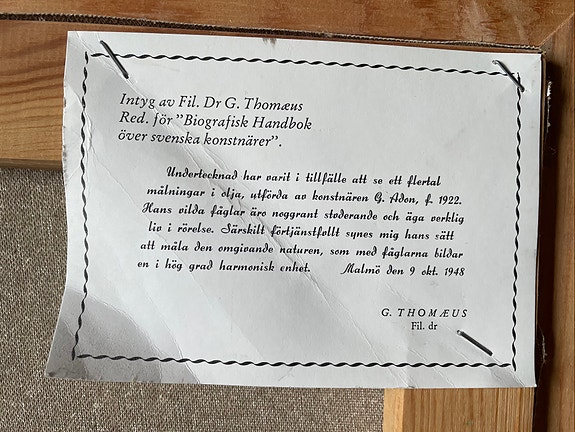 Intyg av Fil. Dr G. Thomæus
Red. för ”Biografisk Handbok
över svenska konstnärer”.
Undertecknad har varit i tillfälle att se ett flertal
målningar i olja, utförda av konstnären G. Adon, f. 1922.
Hans vilda fåglar äro noggrant studerande och äga verklig
liv i rörelse. Särskilt förtjänstfullt synes mig hans sätt
att måla den omgivande naturen, som med fåglarna bildar
en i hög grad harmonisk enhet. Malmö den 9 okt. 1948
G. THOMÆUS
Fil. dr